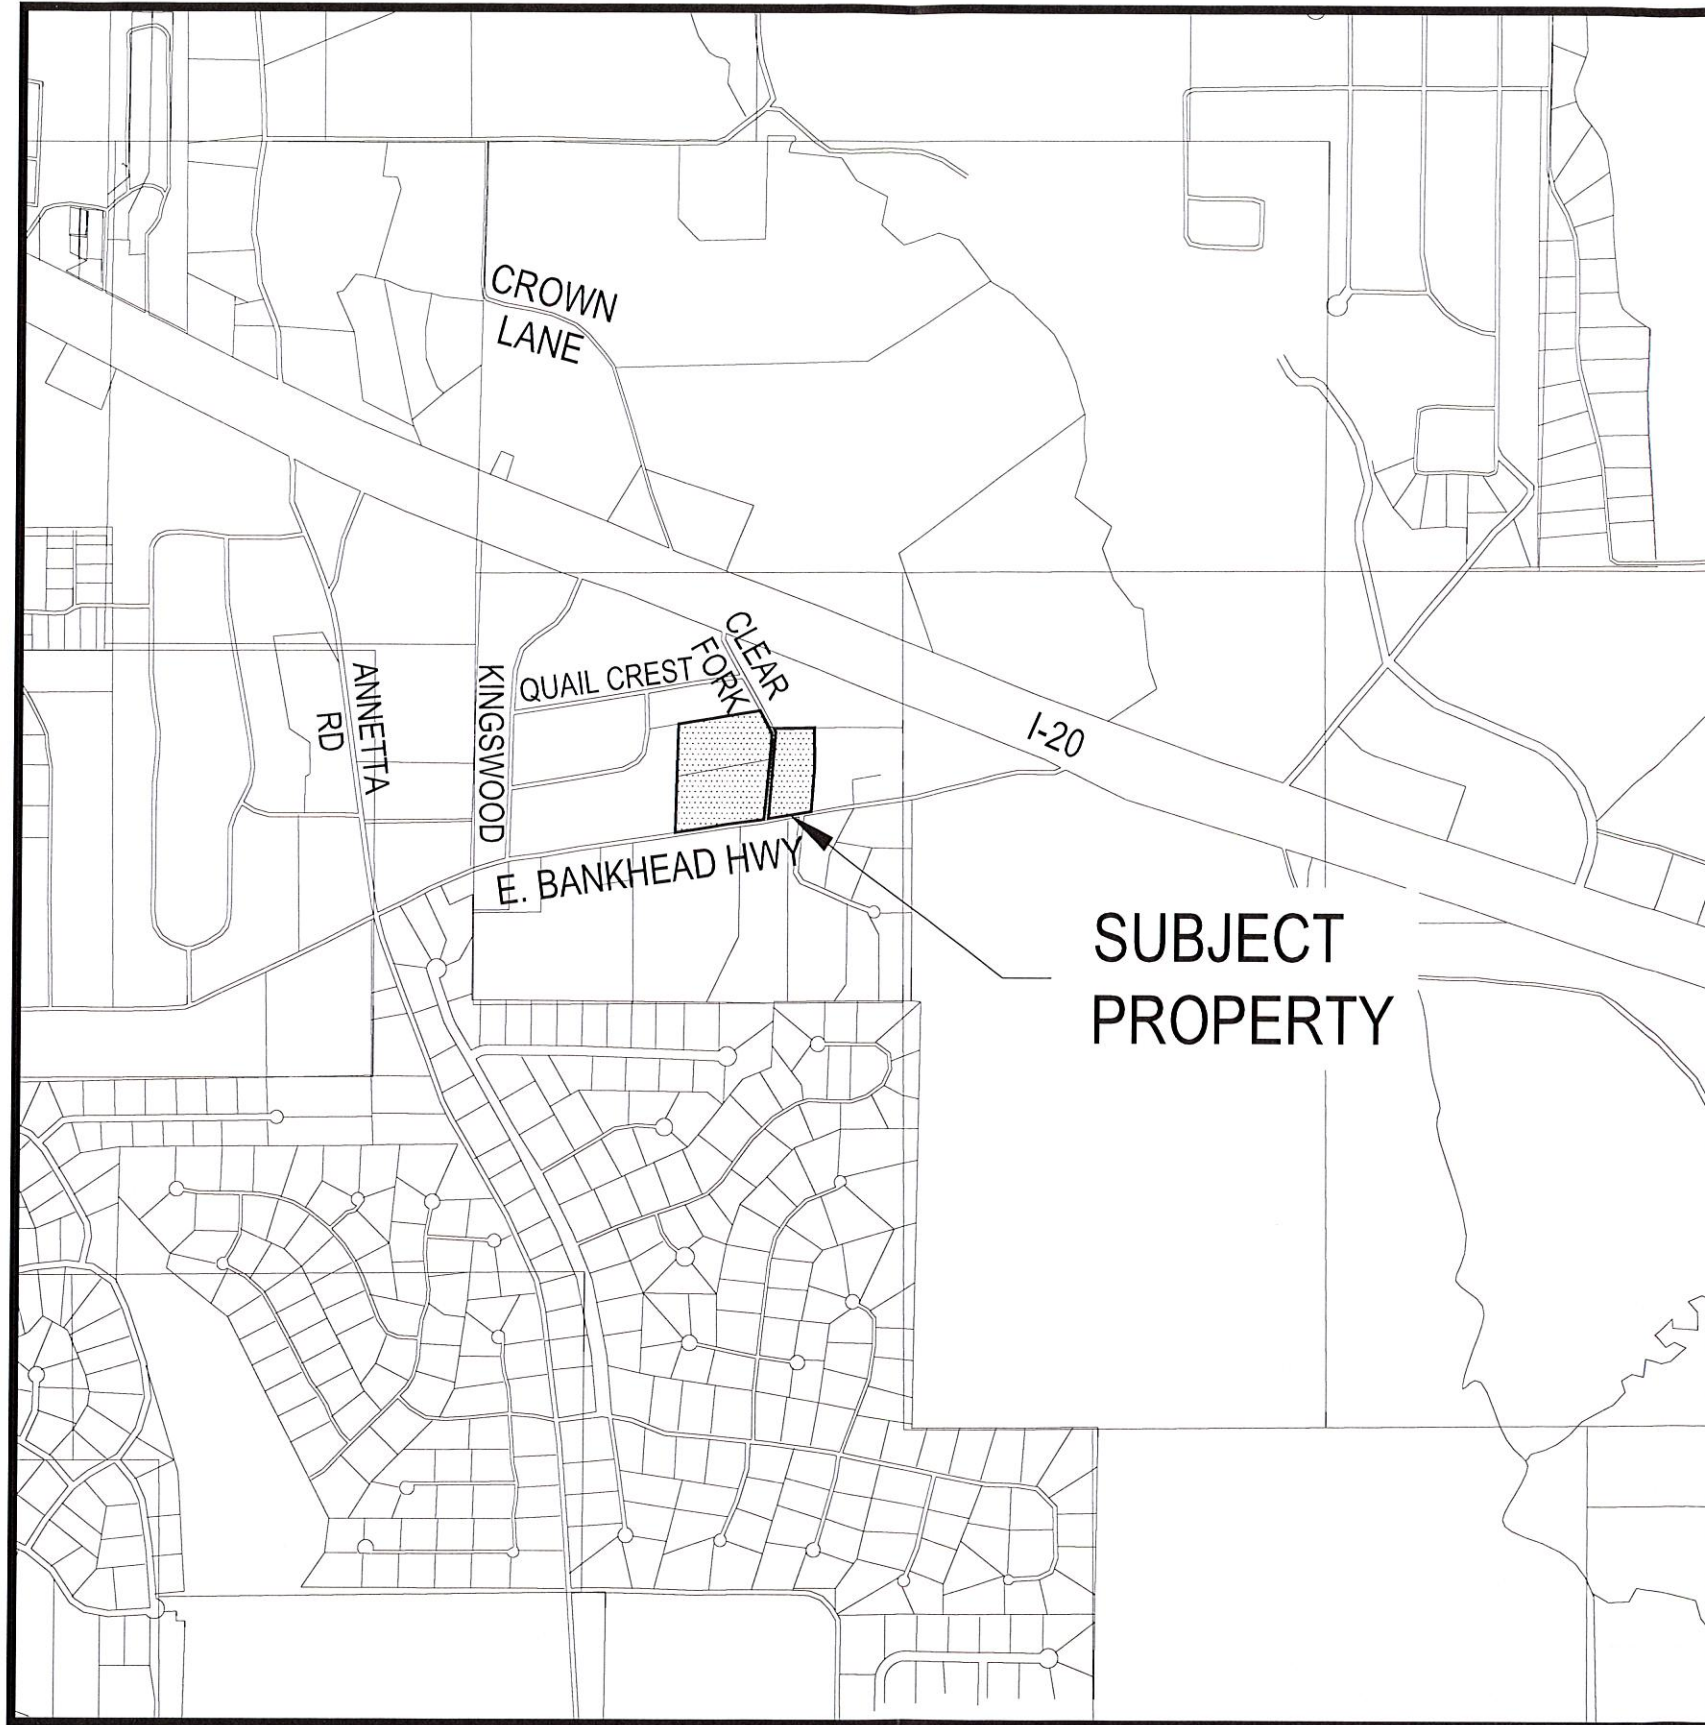 CROWN
LANE
CLEAR
FORK
QUAIL CREST
ANNETTA
RD
KINGSWOOD
I-20
E. BANKHEAD HWY
SUBJECT
PROPERTY